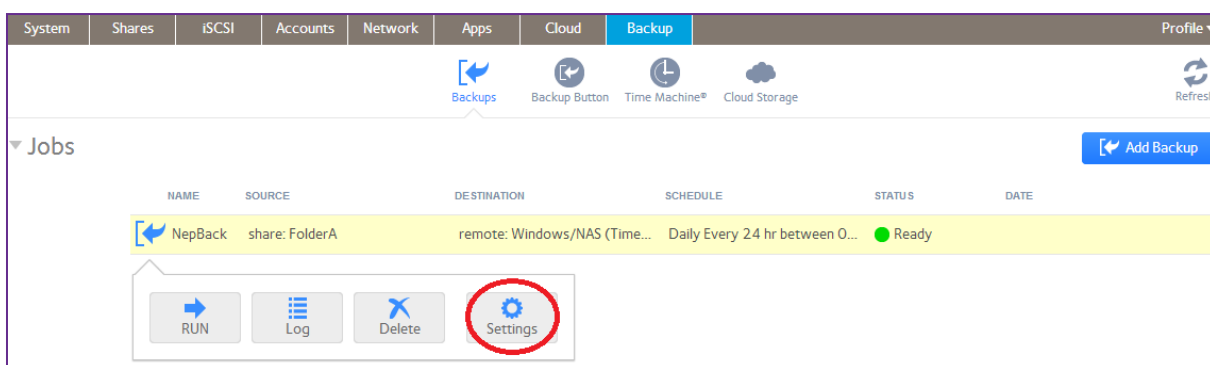 System Shares iSCSI Accounts Network Apps Cloud Backup Profile
Backups Backup Button Time Machine® Cloud Storage Refresh
Jobs Add Backup
NAME SOURCE DESTINATION SCHEDULE STATUS DATE
NepBack share: FolderA remote: Windows/NAS (Time... Daily Every 24 hr between 0... Ready
RUN Log Delete Settings